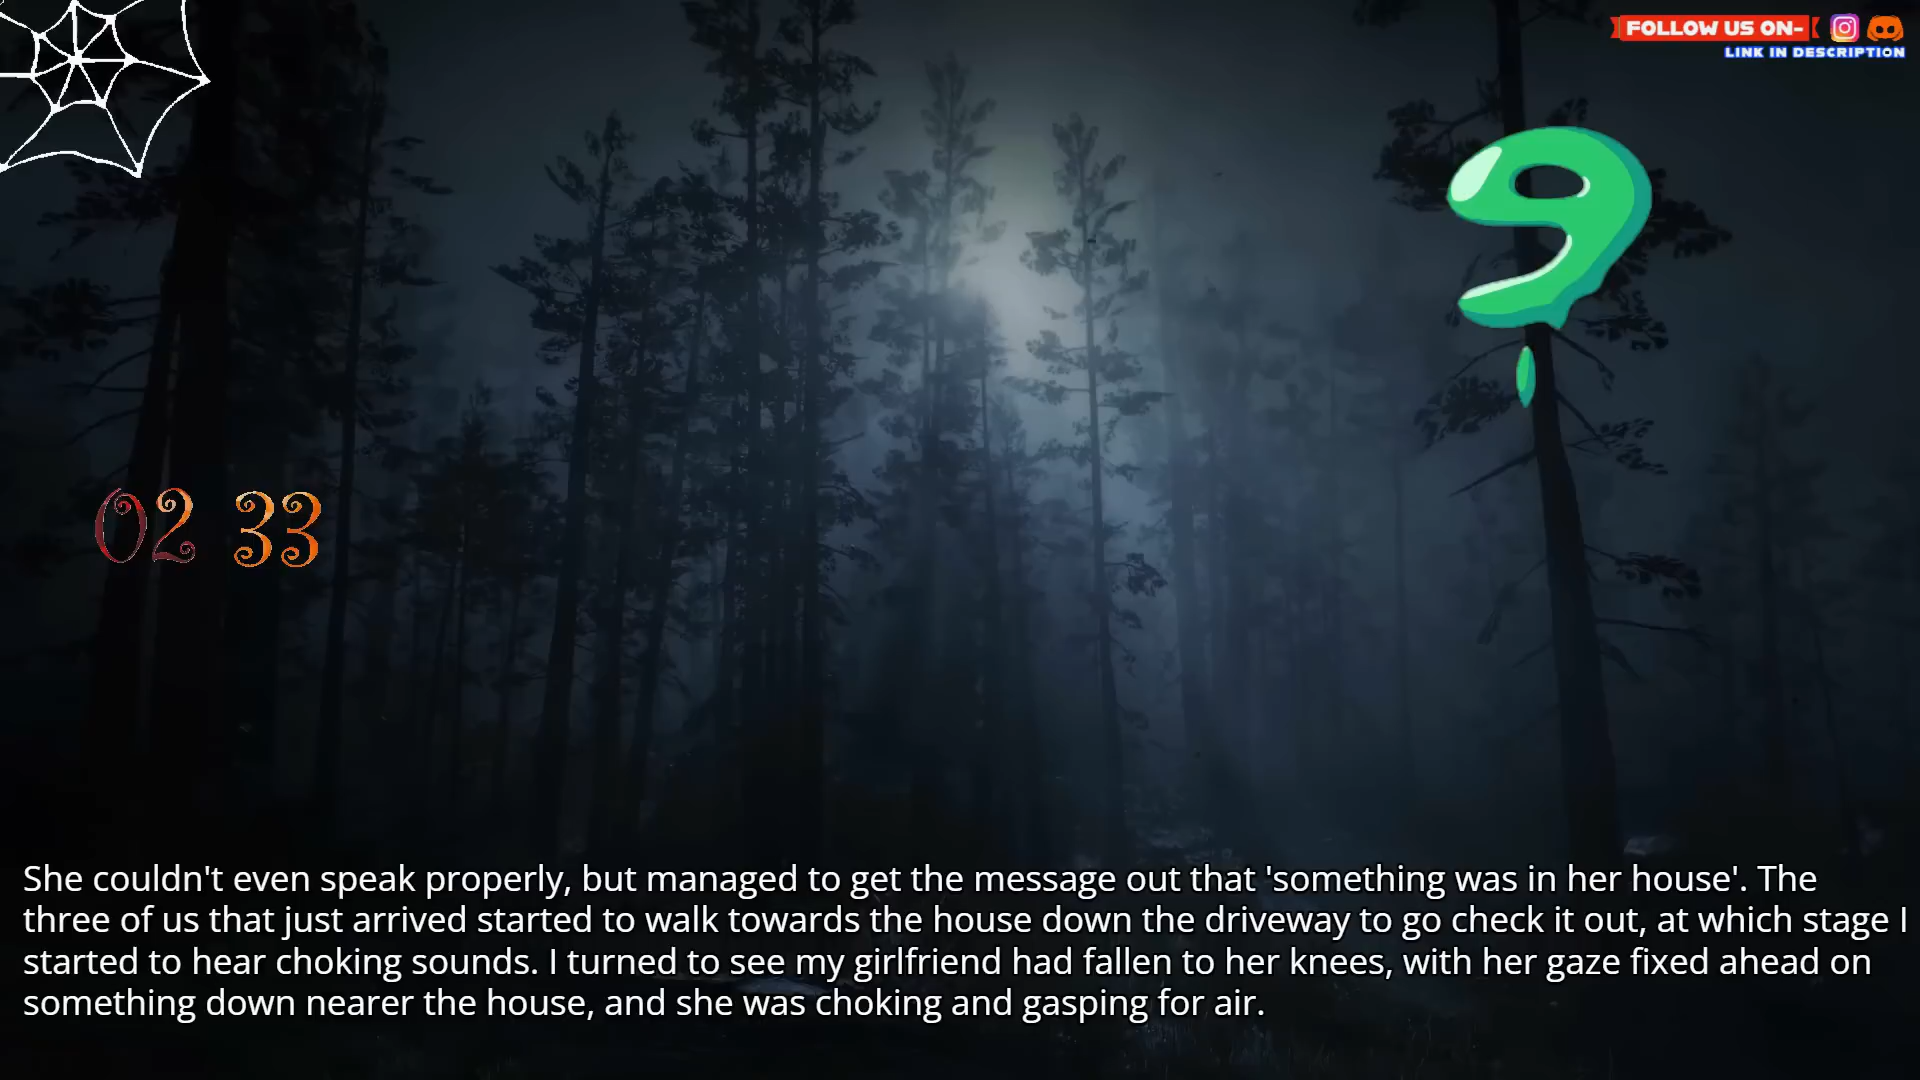 FOLLOW US ON-
LINK IN DESCRIPTION
9
02 33
She couldn't even speak properly, but managed to get the message out that 'something was in her house'. The
three of us that just arrived started to walk towards the house down the driveway to go check it out, at which stage I
started to hear choking sounds. I turned to see my girlfriend had fallen to her knees, with her gaze fixed ahead on
something down nearer the house, and she was choking and gasping for air.